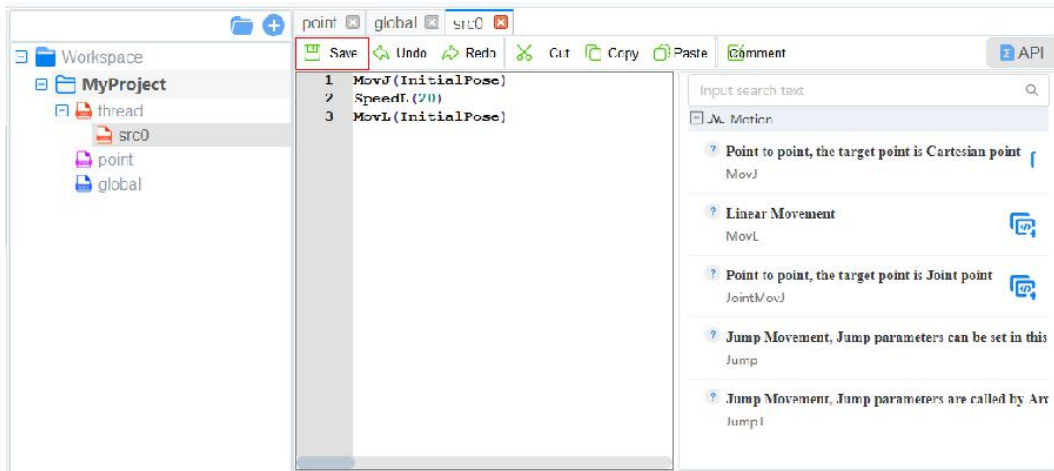 point
global
src0
Workspace
MyProject
thread
src0
point
global
Save
Undo
Redo
Cut
Copy
Paste
Comment
API
1 MovJ(InitialPose)
2 SpeedL(20)
3 MovL(InitialPose)
Input search text
Motion
Point to point, the target point is Cartesian point
MovJ
Linear Movement
MovL
Point to point, the target point is Joint point
JointMovJ
Jump Movement, Jump parameters can be set in this
Jump
Jump Movement, Jump parameters are called by